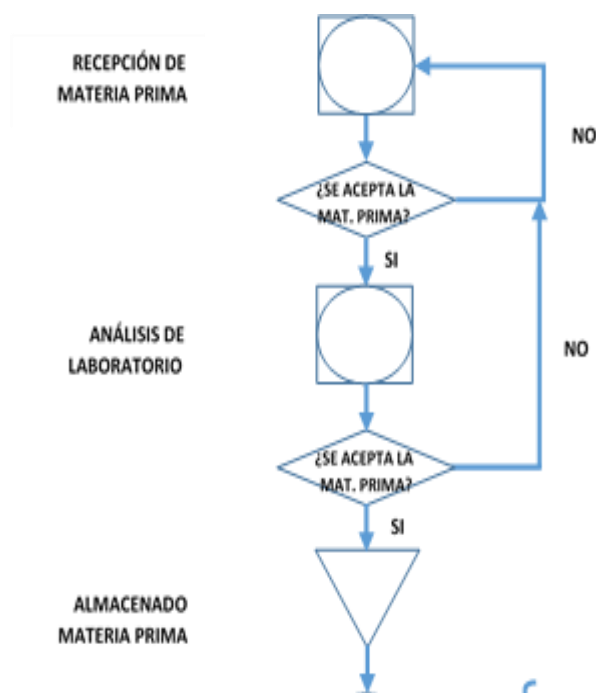 RECEPCIÓN DE
MATERIA PRIMA
NO
¿SE ACEPTA LA
MAT. PRIMA?
SI
ANÁLISIS DE
LABORATORIO
NO
¿SE ACEPTA LA
MAT. PRIMA?
SI
ALMACENADO
MATERIA PRIMA